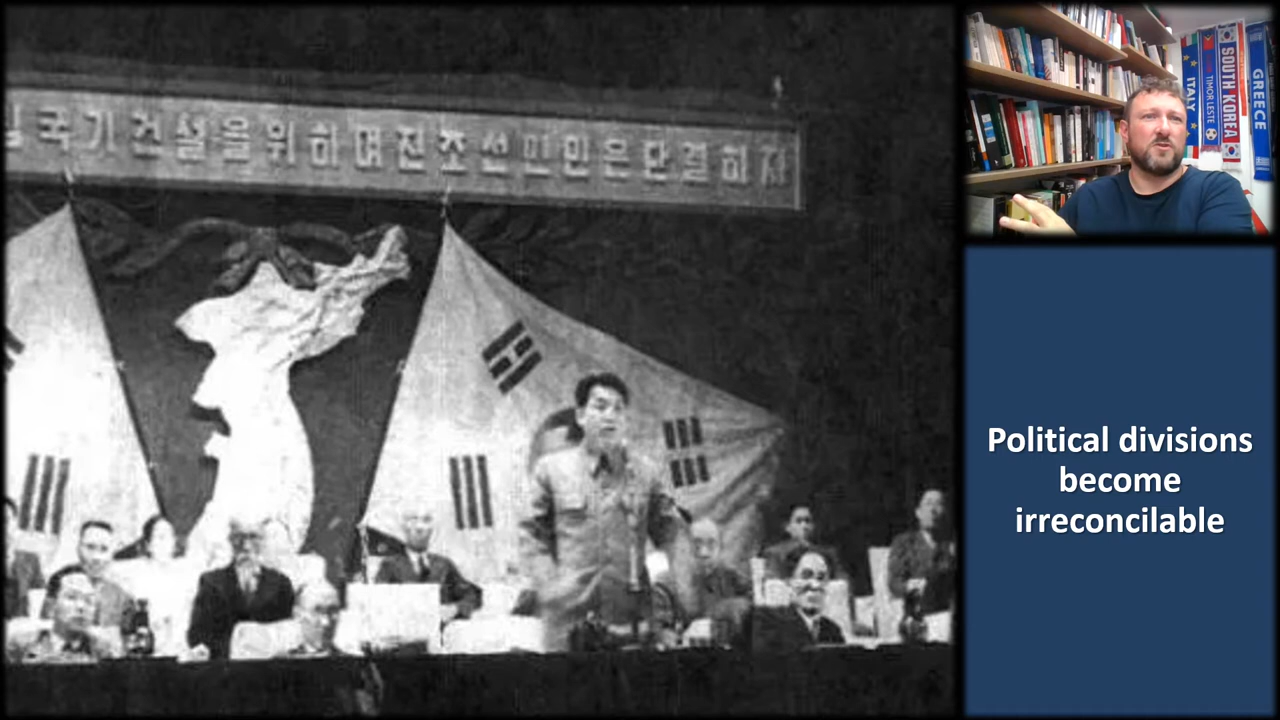 국기건설을위하여전조선인민은단결하자
ITALY
TIMOR LESTE
SOUTH KOREA
GREECE
Political divisions
become
irreconcilable